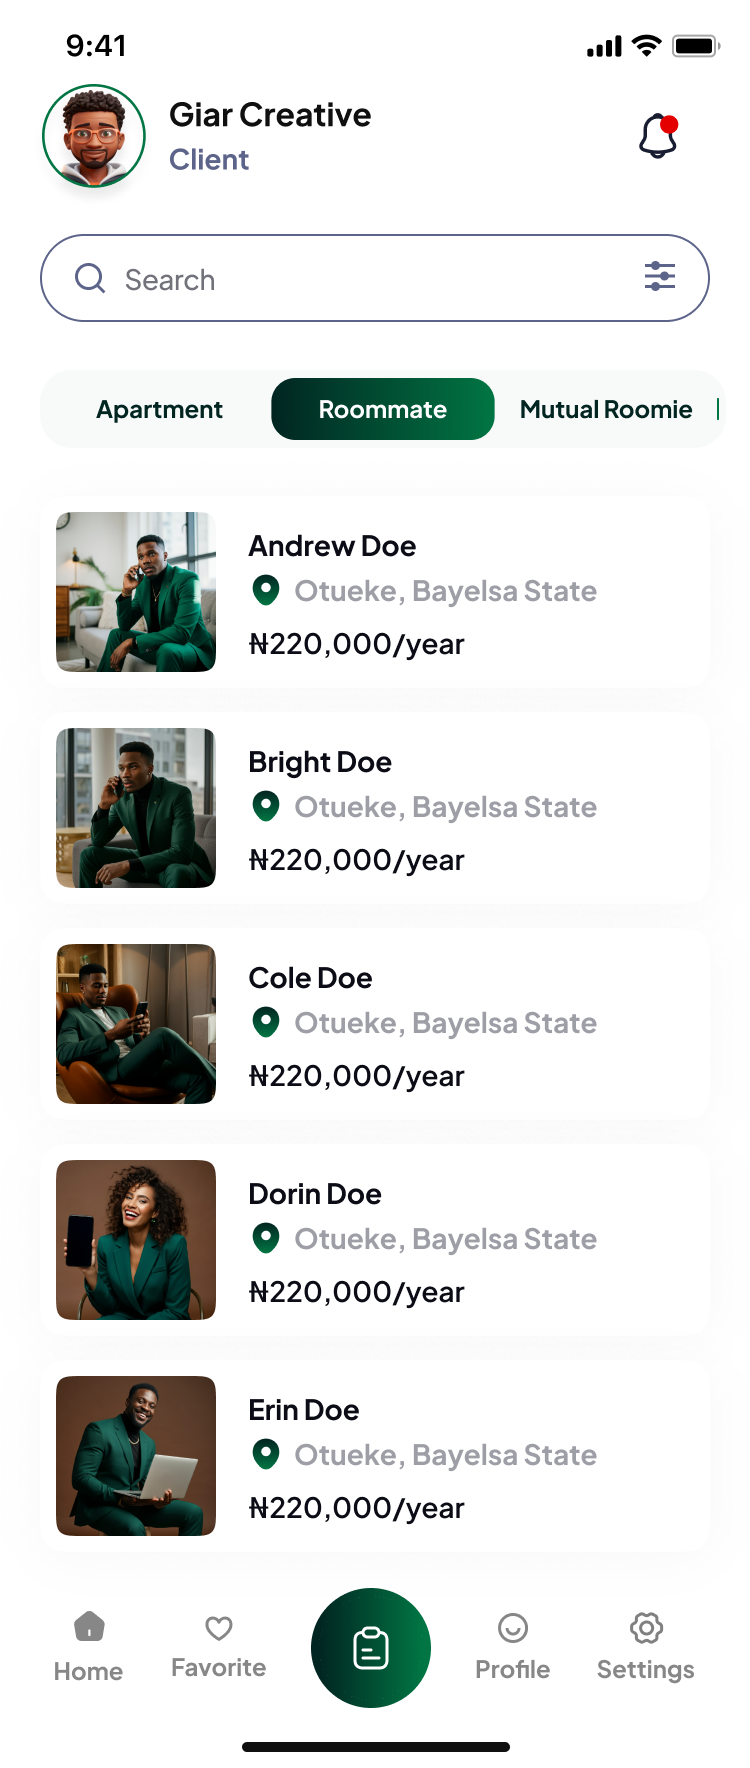 9:41
Giar Creative
Client
Search
Apartment Roommate Mutual Roomie
Andrew Doe
Otueke, Bayelsa State
₦220,000/year
Bright Doe
Otueke, Bayelsa State
₦220,000/year
Cole Doe
Otueke, Bayelsa State
₦220,000/year
Dorin Doe
Otueke, Bayelsa State
₦220,000/year
Erin Doe
Otueke, Bayelsa State
₦220,000/year
Home Favorite Profile Settings